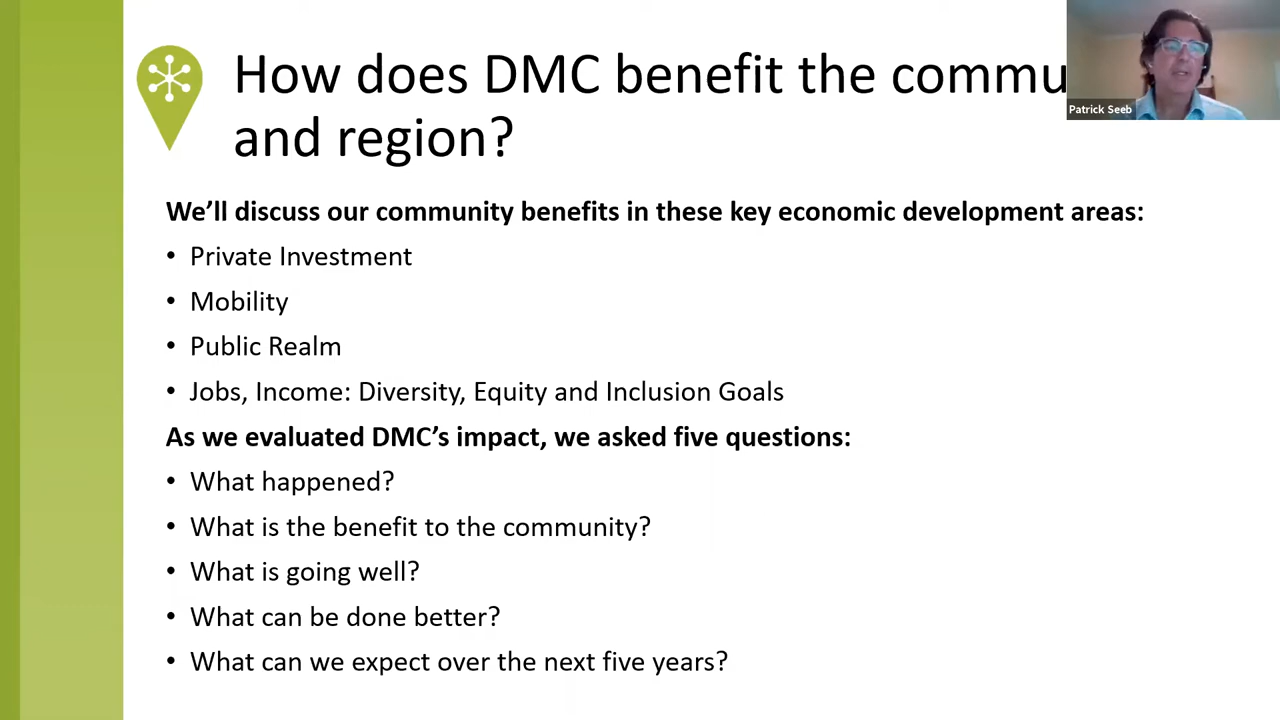 How does DMC benefit the commu
and region?
Patrick Seeb
We’ll discuss our community benefits in these key economic development areas:
• Private Investment
• Mobility
• Public Realm
• Jobs, Income: Diversity, Equity and Inclusion Goals
As we evaluated DMC’s impact, we asked five questions:
• What happened?
• What is the benefit to the community?
• What is going well?
• What can be done better?
• What can we expect over the next five years?